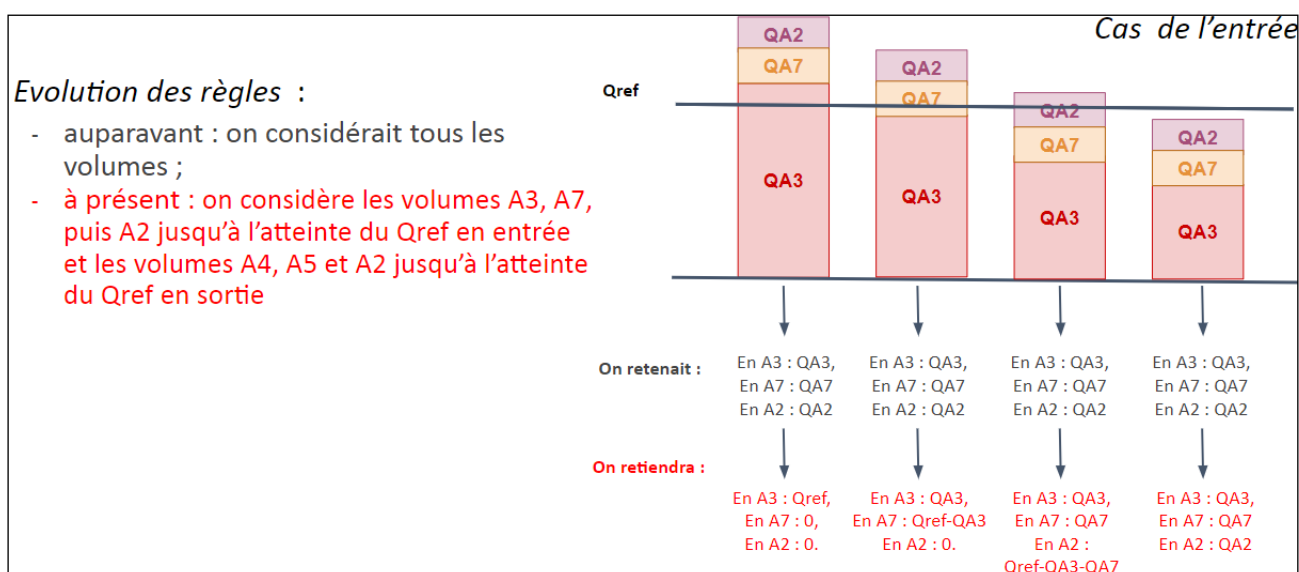 Cas de l'entrée
Evolution des règles :
- auparavant : on considérait tous les
volumes ;
- à présent : on considère les volumes A3, A7,
puis A2 jusqu'à l'atteinte du Qref en entrée
et les volumes A4, A5 et A2 jusqu'à l'atteinte
du Qref en sortie
Qref
QA2
QA7
QA3
QA2
QA7
QA3
QA2
QA7
QA3
QA2
QA7
QA3
On retenait :
En A3 : QA3,
En A7 : QA7
En A2 : QA2
En A3 : QA3,
En A7 : QA7
En A2 : QA2
En A3 : QA3,
En A7 : QA7
En A2 : QA2
En A3 : QA3,
En A7 : QA7
En A2 : QA2
On retiendra :
En A3 : Qref,
En A7 : 0,
En A2 : 0.
En A3 : QA3,
En A7 : Qref-QA3
En A2 : 0.
En A3 : QA3,
En A7 : QA7
En A2 :
Qref-QA3-QA7
En A3 : QA3,
En A7 : QA7
En A2 : QA2